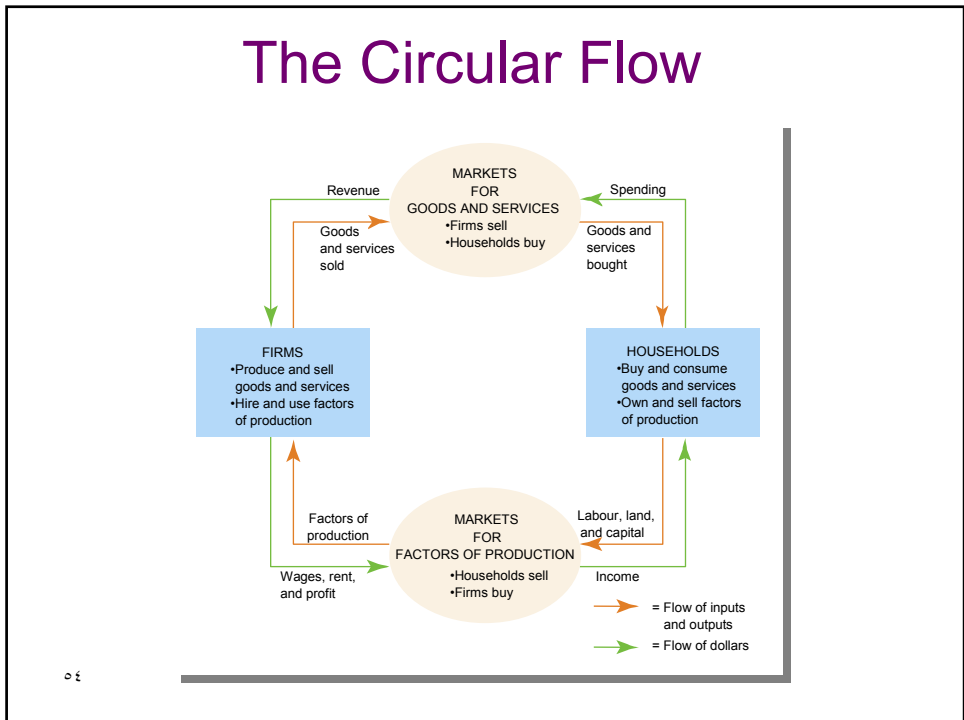 The Circular Flow
MARKETS
FOR
GOODS AND SERVICES
•Firms sell
•Households buy
Revenue
Spending
Goods
and services
sold
Goods and
services
bought
FIRMS
•Produce and sell
goods and services
•Hire and use factors
of production
HOUSEHOLDS
•Buy and consume
goods and services
•Own and sell factors
of production
Factors of
production
Labour, land,
and capital
MARKETS
FOR
FACTORS OF PRODUCTION
•Households sell
•Firms buy
Wages, rent,
and profit
Income
= Flow of inputs
and outputs
= Flow of dollars
٥٤